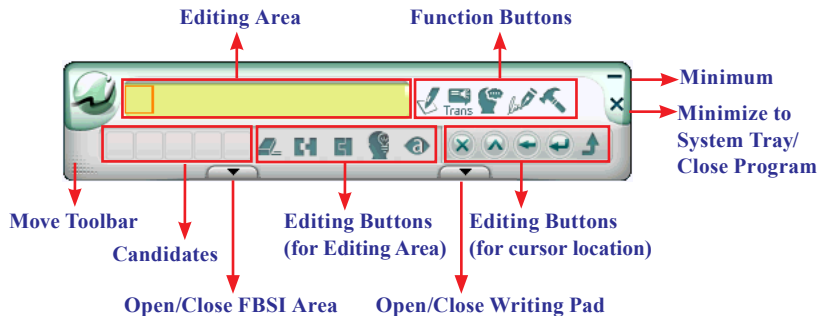 Editing Area
Function Buttons
Minimum
Trans
Minimize to
System Tray/
Close Program
a
Move Toolbar
Candidates
Editing Buttons
(for Editing Area)
Editing Buttons
(for cursor location)
Open/Close FBSI Area
Open/Close Writing Pad